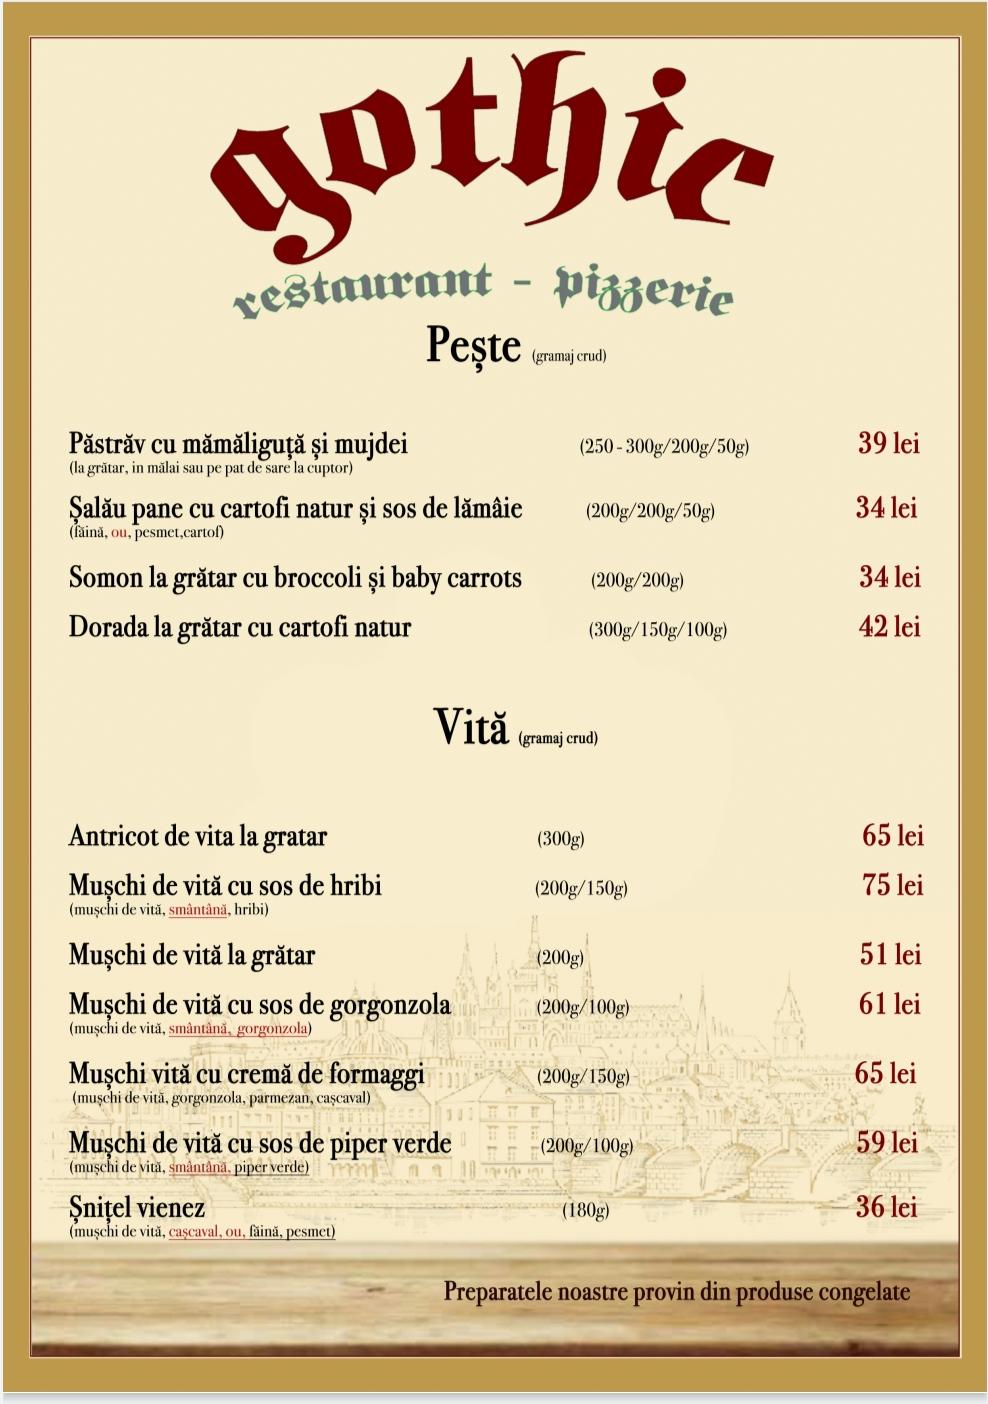 gothic
restaurant - pizzerie
Pește (gramaj crud)
Păstrăv cu mămăliguță și mujdei (250 - 300g/200g/50g) 39 lei
(la grătar, in mălai sau pe pat de sare la cuptor)
Șalău pane cu cartofi natur și sos de lămâie (200g/200g/50g) 34 lei
(făină, ou, pesmet,cartof)
Somon la grătar cu broccoli și baby carrots (200g/200g) 34 lei
Dorada la grătar cu cartofi natur (300g/150g/100g) 42 lei
Vită (gramaj crud)
Antricot de vita la gratar (300g) 65 lei
Mușchi de vită cu sos de hribi (200g/150g) 75 lei
(mușchi de vită, smântână, hribi)
Mușchi de vită la grătar (200g) 51 lei
Mușchi de vită cu sos de gorgonzola (200g/100g) 61 lei
(mușchi de vită, smântână, gorgonzola)
Mușchi vită cu cremă de formaggi (200g/150g) 65 lei
(mușchi de vită, gorgonzola, parmezan, cașcaval)
Mușchi de vită cu sos de piper verde (200g/100g) 59 lei
(mușchi de vită, smântână, piper verde)
Șnițel vienez (180g) 36 lei
(mușchi de vită, cașcaval, ou, făină, pesmet)
Preparatele noastre provin din produse congelate